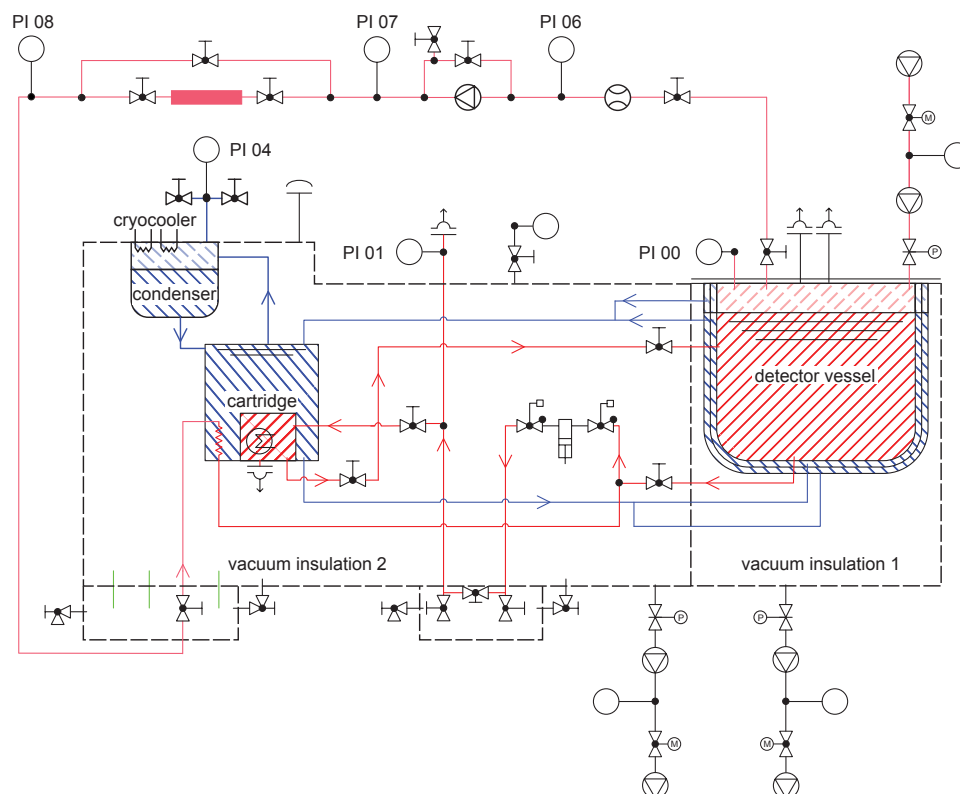 PI 08
PI 07
PI 06
PI 04
M
cryocooler
PI 01
PI 00
P
condenser
detector vessel
cartridge
vacuum insulation 2
vacuum insulation 1
P
P
M
M